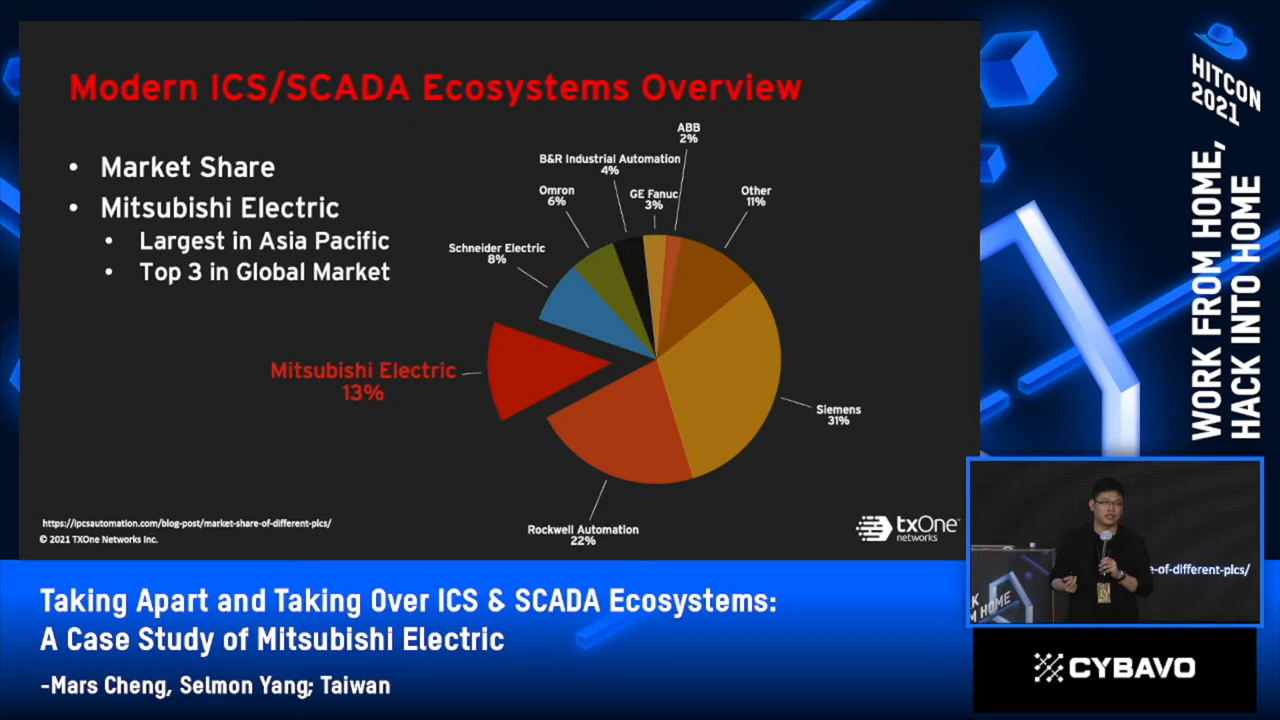 Modern ICS/SCADA Ecosystems Overview
• Market Share
• Mitsubishi Electric
• Largest in Asia Pacific
• Top 3 in Global Market
ABB
2%
B&R Industrial Automation
4%
GE Fanuc
3%
Omron
6%
Other
11%
Schneider Electric
8%
Mitsubishi Electric
13%
Siemens
31%
Rockwell Automation
22%
https://ipcsautomation.com/blog-post/market-share-of-different-plcs/
© 2021 TXOne Networks Inc.
txOne™
networks
HITCON
2021
WORK FROM HOME,
HACK INTO HOME
e-of-different-plcs/
K
M HOME
Taking Apart and Taking Over ICS & SCADA Ecosystems:
A Case Study of Mitsubishi Electric
-Mars Cheng, Selmon Yang; Taiwan
CYBAVO